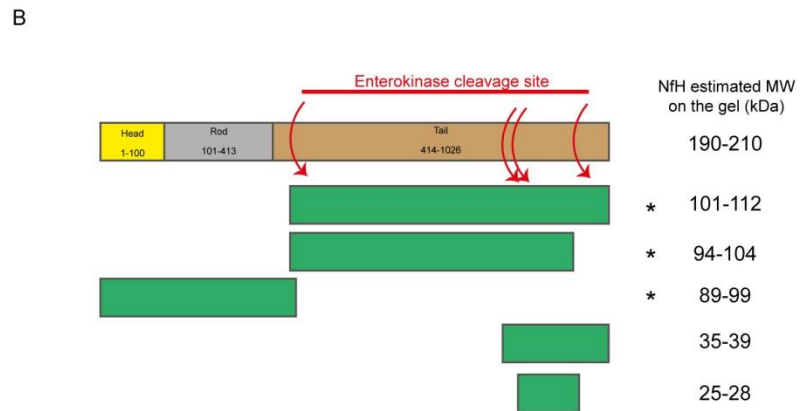 B
Enterokinase cleavage site
NfH estimated MW
on the gel (kDa)
Head
1-100
Rod
101-413
Tail
414-1026
190-210
* 101-112
* 94-104
* 89-99
35-39
25-28